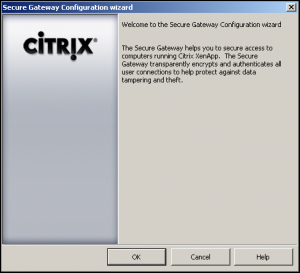 Secure Gateway Configuration wizard
Welcome to the Secure Gateway Configuration wizard
CITRIX®
The Secure Gateway helps you to secure access to
computers running Citrix XenApp. The Secure
Gateway transparently encrypts and authenticates all
user connections to help protect against data
tampering and theft.
OK
Cancel
Help